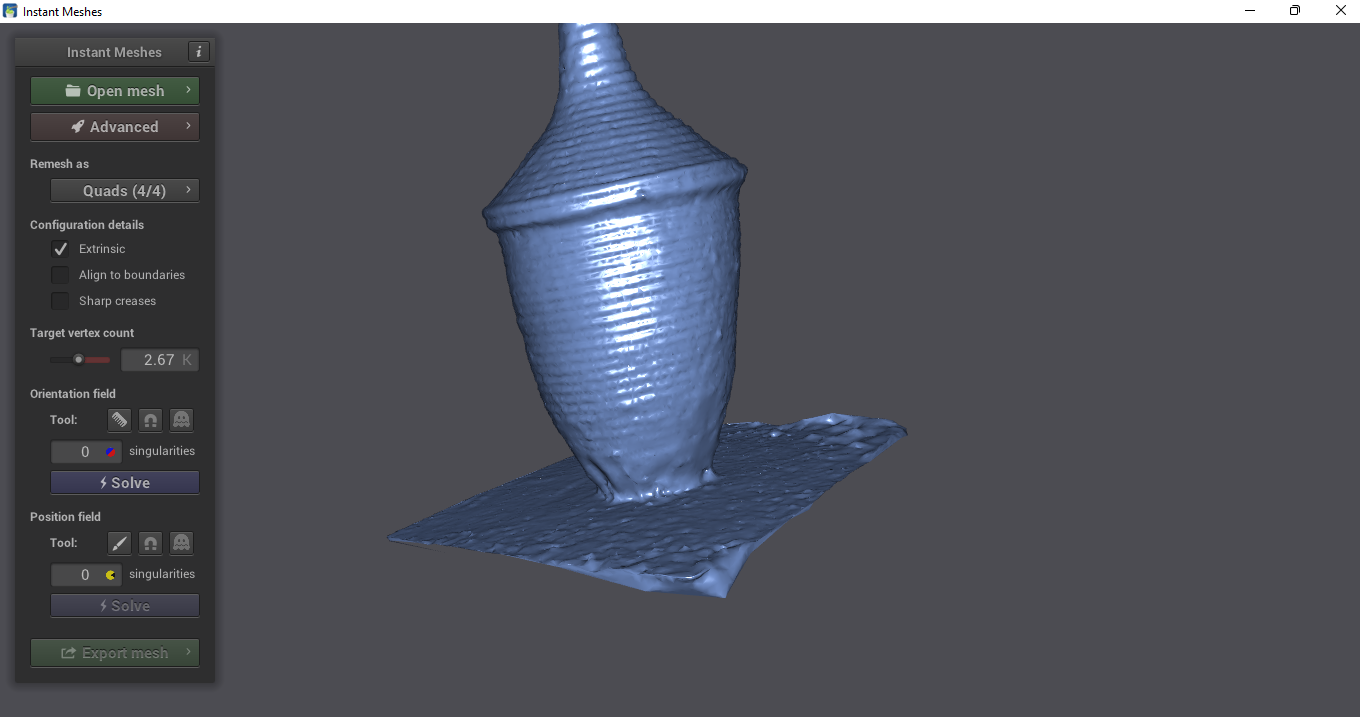 Instant Meshes
Instant Meshes i
Open mesh
Advanced
Remesh as
Quads (4/4)
Configuration details
Extrinsic
Align to boundaries
Sharp creases
Target vertex count
2.67 K
Orientation field
Tool:
0 singularities
Solve
Position field
Tool:
0 singularities
Solve
Export mesh